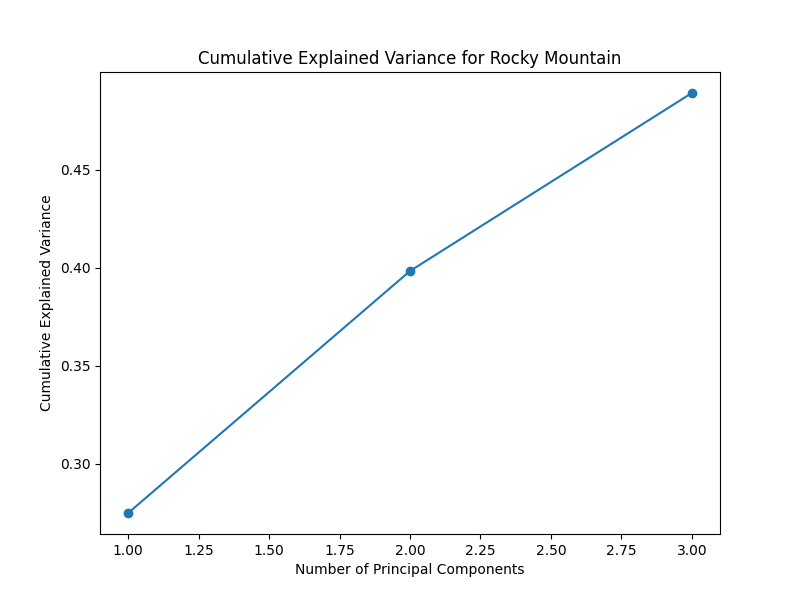 Cumulative Explained Variance for Rocky Mountain
Cumulative Explained Variance
0.45
0.40
0.35
0.30
1.00 1.25 1.50 1.75 2.00 2.25 2.50 2.75 3.00
Number of Principal Components